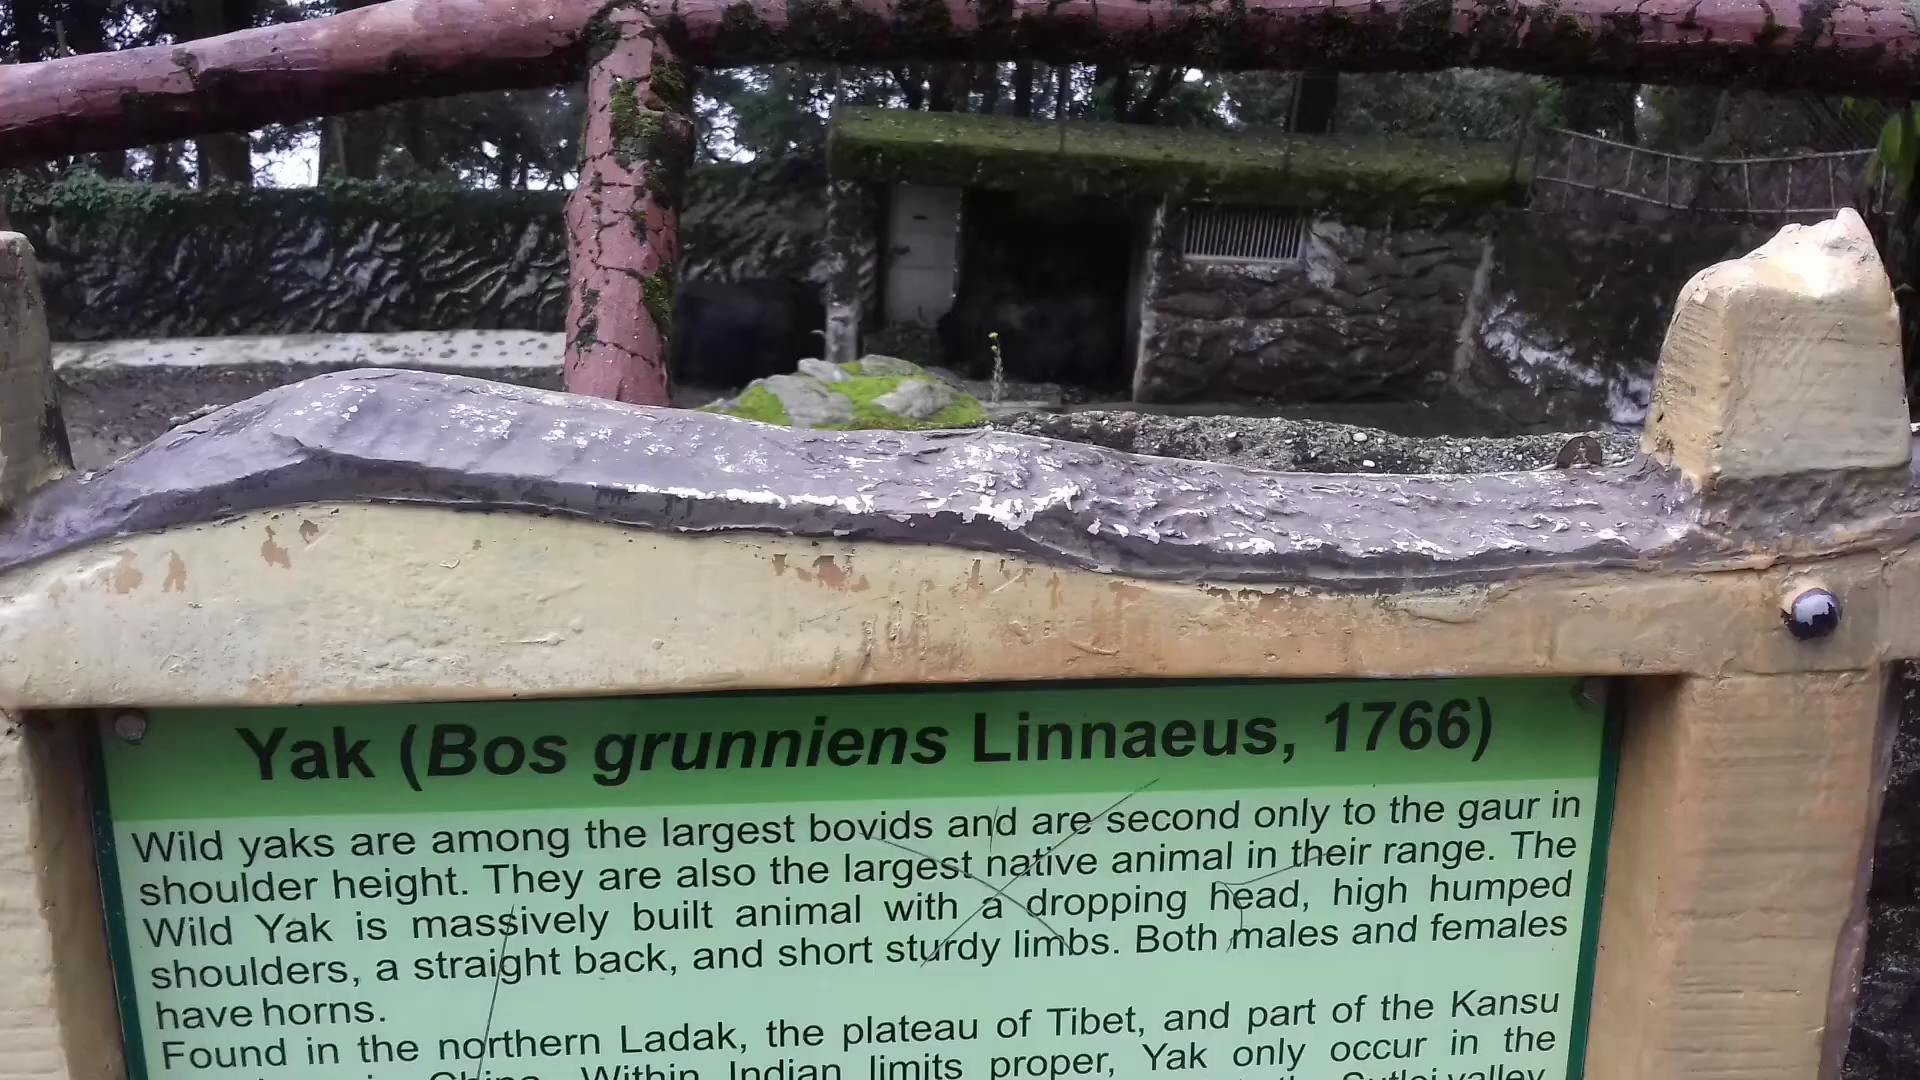 Yak (Bos grunniens Linnaeus, 1766)
Wild yaks are among the largest bovids and are second only to the gaur in
shoulder height. They are also the largest native animal in their range. The
Wild Yak is massively built animal with a dropping head, high humped
shoulders, a straight back, and short sturdy limbs. Both males and females
have horns.
Found in the northern Ladak, the plateau of Tibet, and part of the Kansu
China. Within Indian limits proper, Yak only occur in the
Sutlej valley,